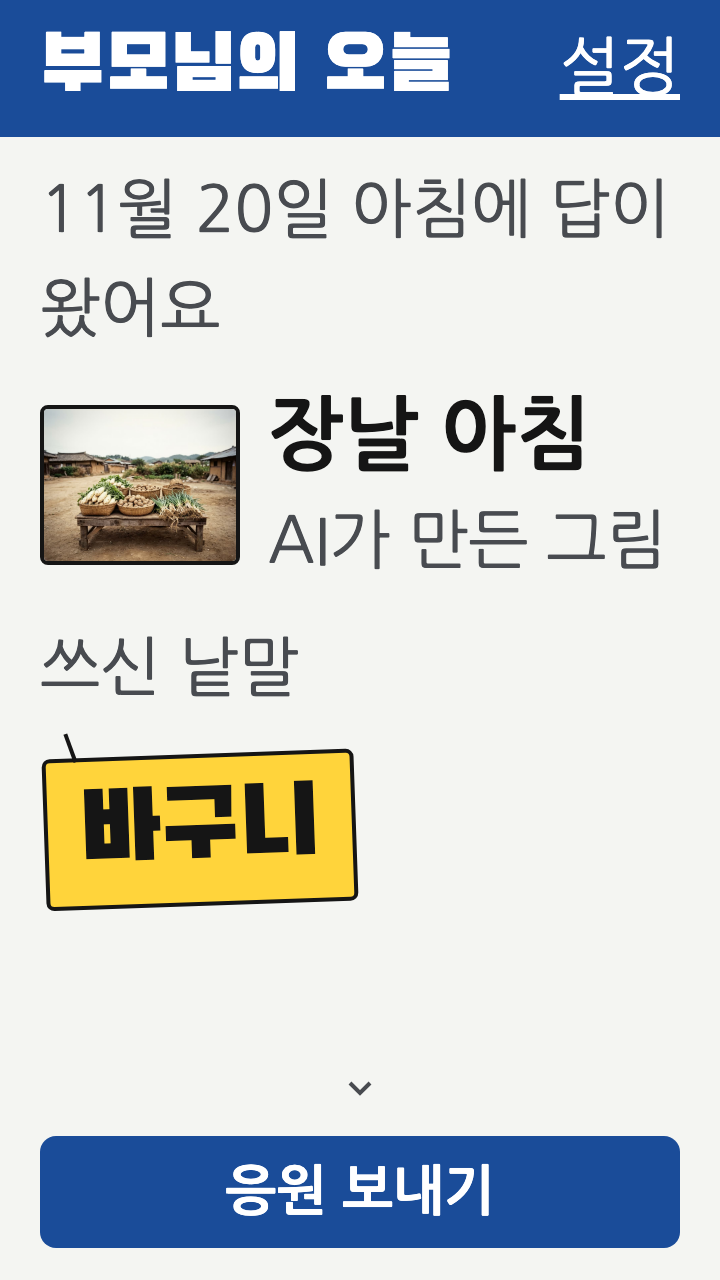 부모님의 오늘
설정
11월 20일 아침에 답이
왔어요
장날 아침
AI가 만든 그림
쓰신 낱말
바구니
응원 보내기